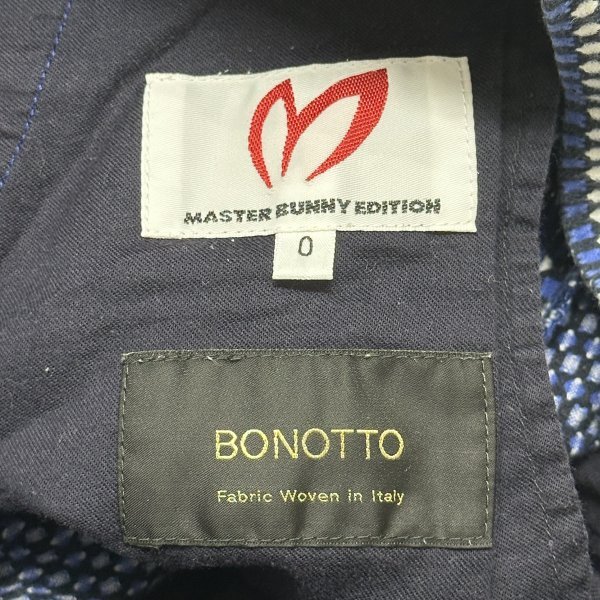 MASTER BUNNY EDITION
0
BONOTTO
Fabric Woven in Italy